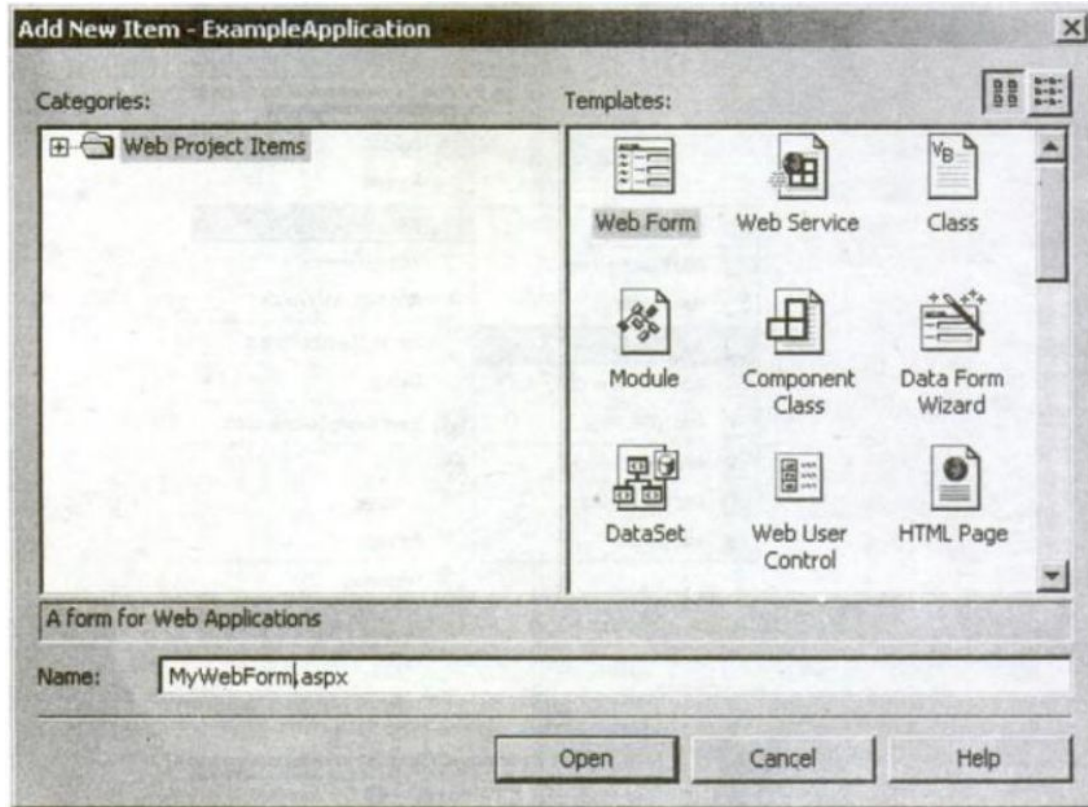 Add New Item - ExampleApplication
Categories:
Templates:
Web Project Items
Web Form
Web Service
VB
Class
Module
Component
Class
Data Form
Wizard
DataSet
Web User
Control
HTML Page
A form for Web Applications
Name:
MyWebForm.aspx
Open
Cancel
Help